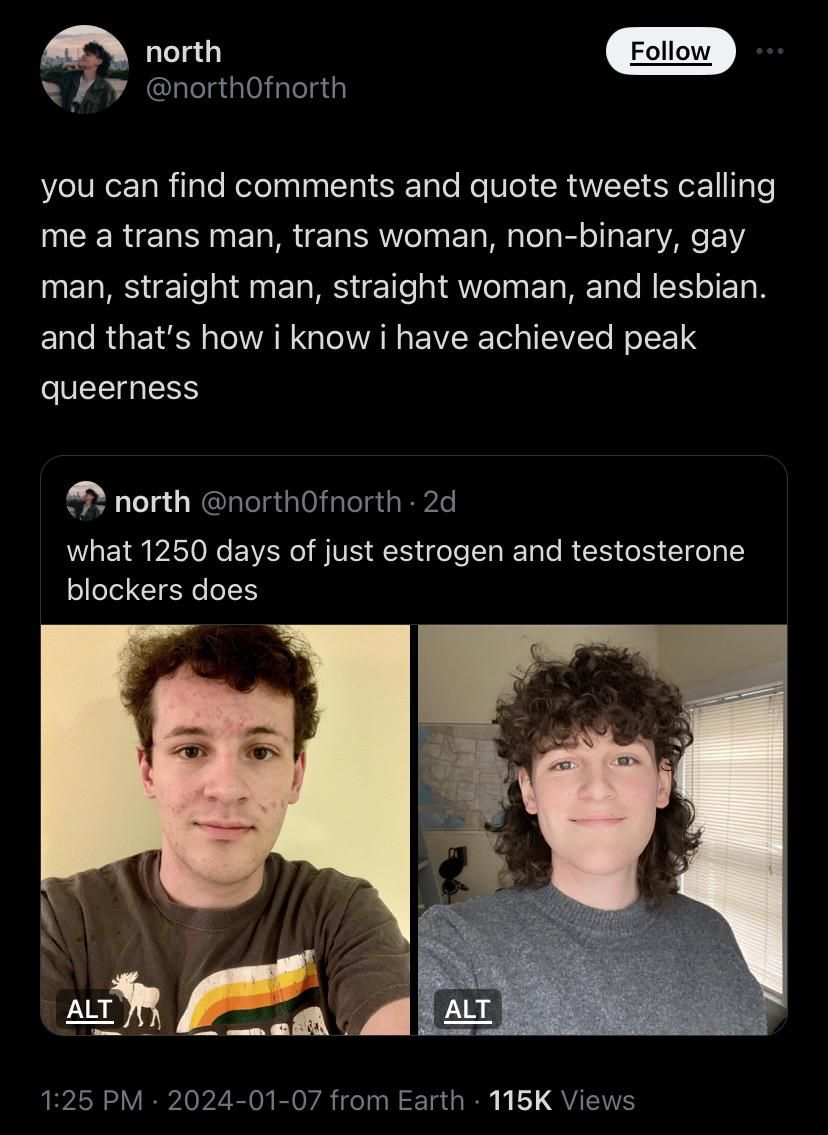 north
@north0fnorth
Follow
you can find comments and quote tweets calling
me a trans man, trans woman, non-binary, gay
man, straight man, straight woman, and lesbian.
and that’s how i know i have achieved peak
queerness
north @north0fnorth · 2d
what 1250 days of just estrogen and testosterone
blockers does
ALT
ALT
1:25 PM · 2024-01-07 from Earth · 115K Views